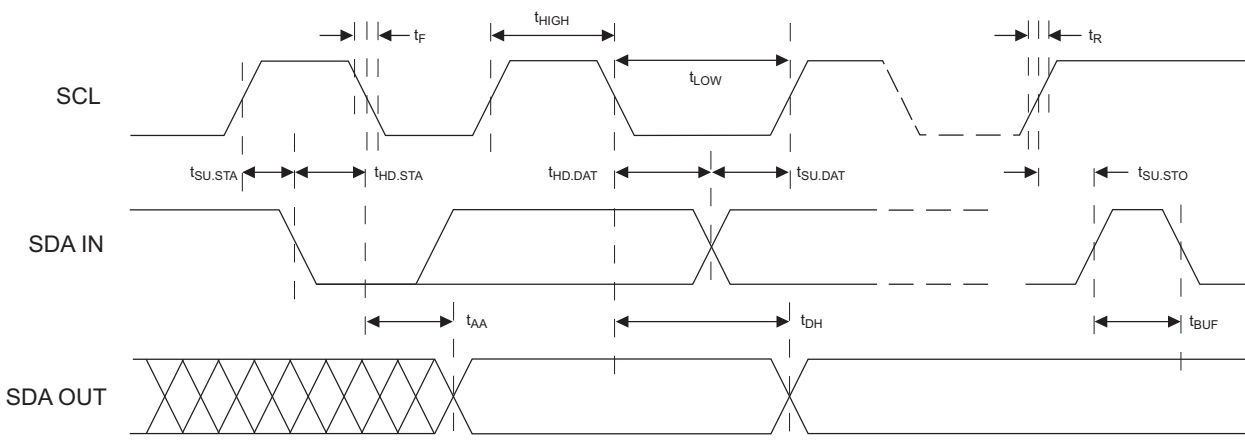 t_HIGH
t_F
t_R
t_LOW
SCL
t_SU.STA
t_HD.STA
t_HD.DAT
t_SU.DAT
t_SU.STO
SDA IN
t_AA
t_DH
t_BUF
SDA OUT